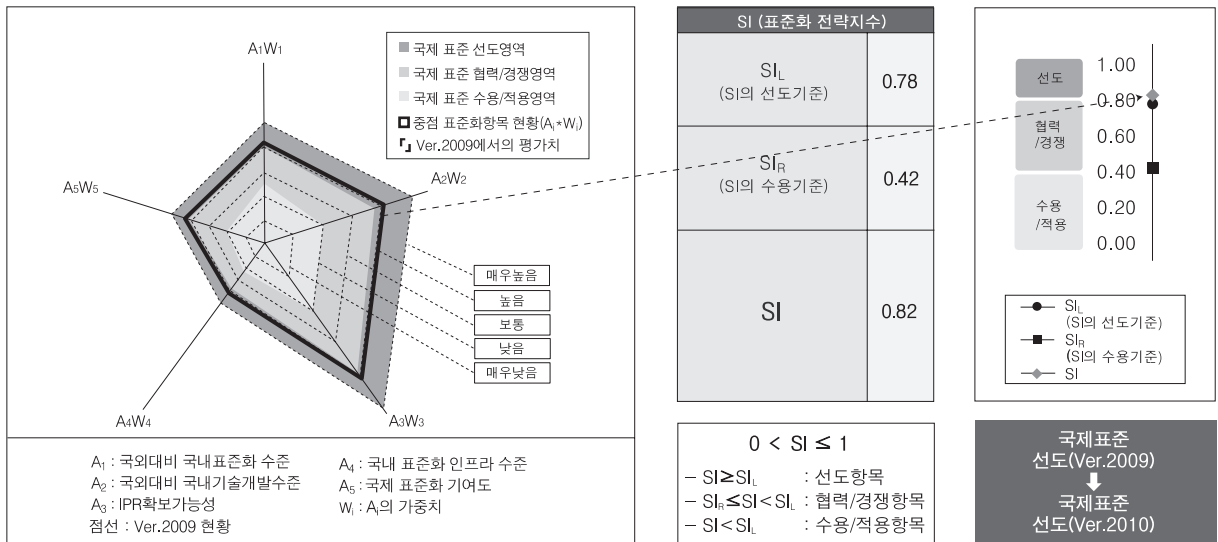 A1W1
국제 표준 선도영역
국제 표준 협력/경쟁영역
국제 표준 수용/적용영역
중점 표준화항목 현황(Ai*Wi)
「」 Ver.2009에서의 평가치
A2W2
A5W5
매우높음
높음
보통
낮음
매우낮음
A4W4
A3W3
A1 : 국외대비 국내표준화 수준
A2 : 국외대비 국내기술개발수준
A3 : IPR확보가능성
점선 : Ver.2009 현황
A4 : 국내 표준화 인프라 수준
A5 : 국제 표준화 기여도
Wi : Ai의 가중치
SI (표준화 전략지수)
SIL
(SI의 선도기준)
0.78
SIR
(SI의 수용기준)
0.42
SI
0.82
0 < SI ≤ 1
– SI≥SIL : 선도항목
– SIR≤SI<SIL : 협력/경쟁항목
– SI<SIL : 수용/적용항목
선도
협력
/경쟁
수용
/적용
1.00
0.80
0.60
0.40
0.20
0.00
SIL
(SI의 선도기준)
SIR
(SI의 수용기준)
SI
국제표준
선도(Ver.2009)
국제표준
선도(Ver.2010)